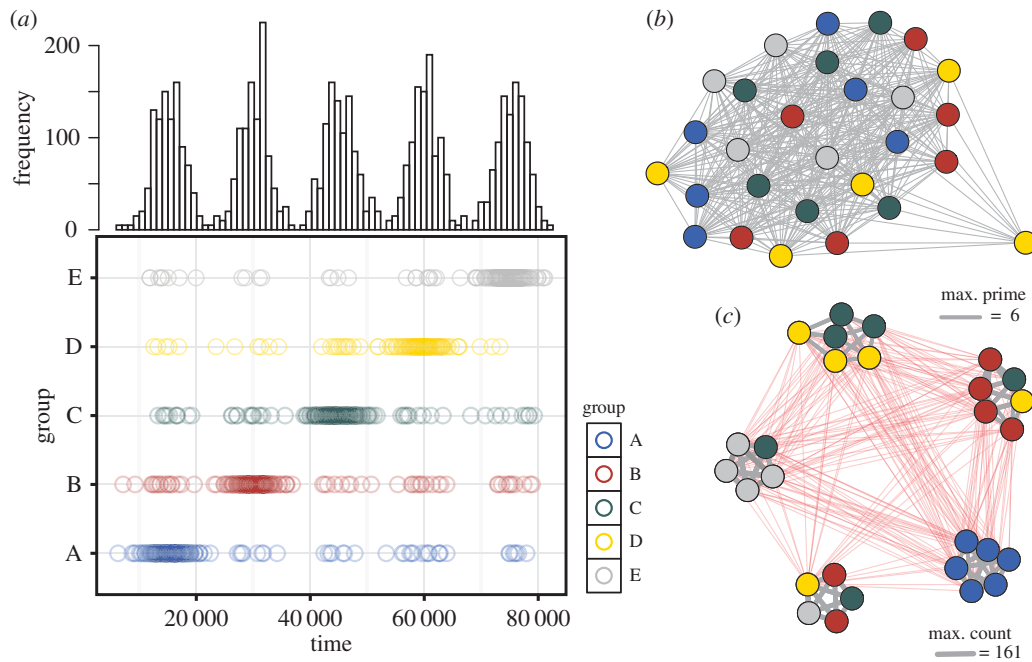 (a)
200
100
0
frequency
E
D
C
B
A
group
20 000
40 000
60 000
80 000
time
group
A
B
C
D
E
(b)
max. prime
= 6
(c)
max. count
= 161